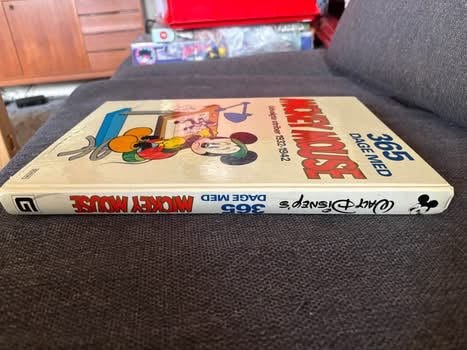 365
DAGE MED
MICKEY MOUSE
Udvalgte striber 1932-1942
WALT DISNEY'S
365
DAGE MED
MICKEY MOUSE
G